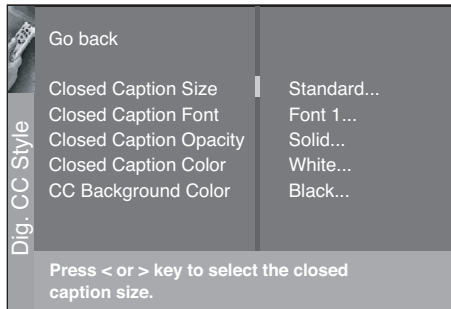 Dig. CC Style
Go back
Closed Caption Size Standard...
Closed Caption Font Font 1...
Closed Caption Opacity Solid...
Closed Caption Color White...
CC Background Color Black...
Press < or > key to select the closed
caption size.